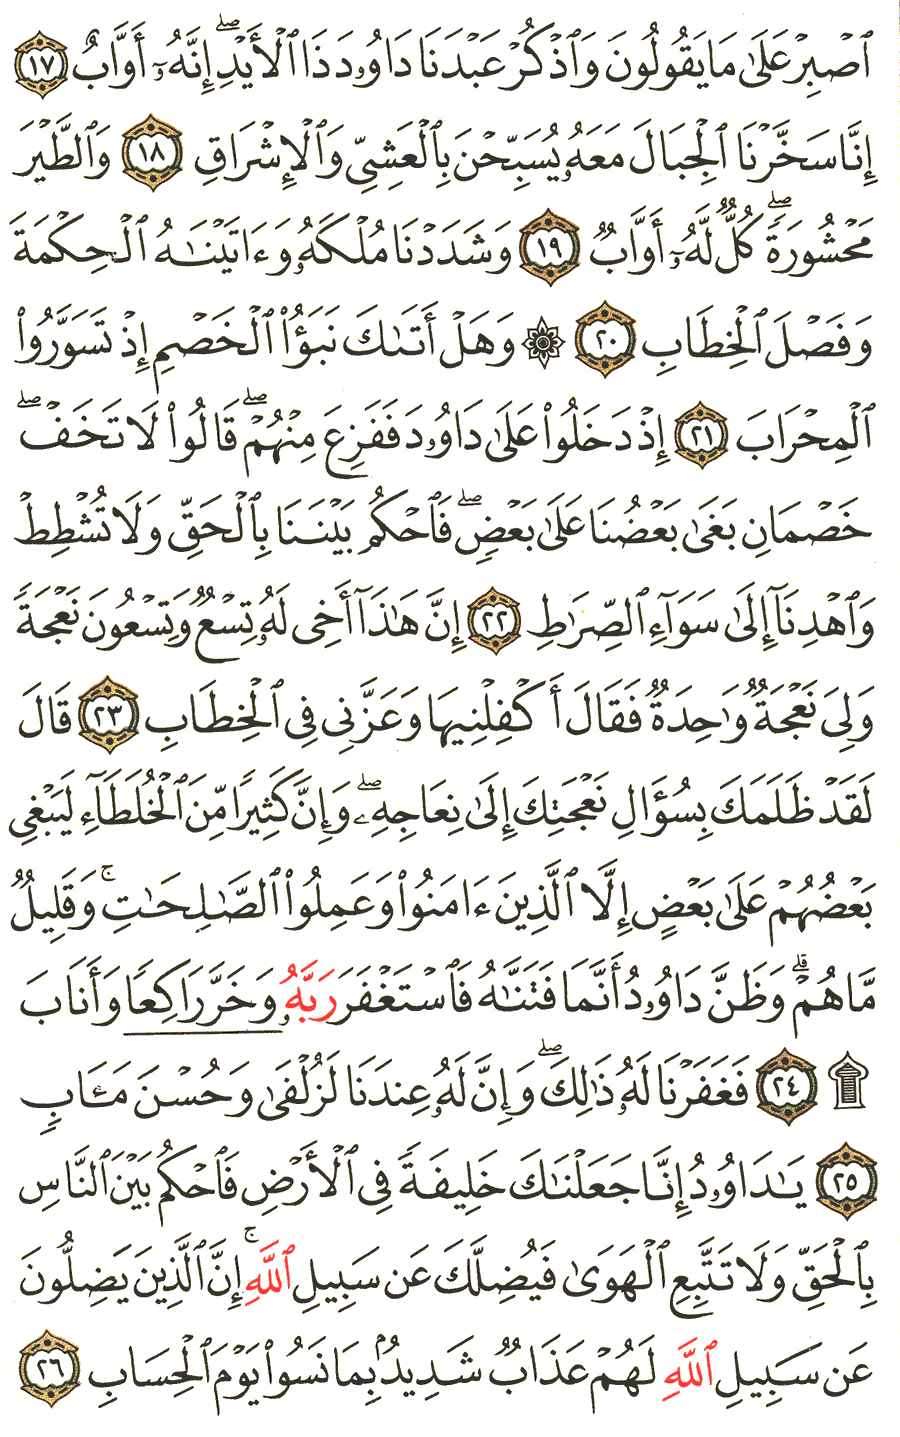 ٱصۡبِرۡ عَلَىٰ مَا يَقُولُونَ وَٱذۡكُرۡ عَبۡدَنَا دَاوُۥدَ ذَا ٱلۡأَيۡدِۖ إِنَّهُۥٓ أَوَّابٌ ١٧
إِنَّا سَخَّرۡنَا ٱلۡجِبَالَ مَعَهُۥ يُسَبِّحۡنَ بِٱلۡعَشِيِّ وَٱلۡإِشۡرَاقِ ١٨ وَٱلطَّيۡرَ
مَحۡشُورَةٗۖ كُلّٞ لَّهُۥٓ أَوَّابٞ ١٩ وَشَدَدۡنَا مُلۡكَهُۥ وَءَاتَيۡنَٰهُ ٱلۡحِكۡمَةَ
وَفَصۡلَ ٱلۡخِطَابِ ٢٠ ۞ وَهَلۡ أَتَىٰكَ نَبَؤُاْ ٱلۡخَصۡمِ إِذۡ تَسَوَّرُواْ
ٱلۡمِحۡرَابَ ٢١ إِذۡ دَخَلُواْ عَلَىٰ دَاوُۥدَ فَفَزِعَ مِنۡهُمۡۖ قَالُواْ لَا تَخَفۡۖ
خَصۡمَانِ بَغَىٰ بَعۡضُنَا عَلَىٰ بَعۡضٖۖ فَٱحۡكُم بَيۡنَنَا بِٱلۡحَقِّ وَلَا تُشۡطِطۡ
وَٱهۡدِنَآ إِلَىٰ سَوَآءِ ٱلصِّرَٰطِ ٢٢ إِنَّ هَٰذَآ أَخِي لَهُۥ تِسۡعٞ وَتِسۡعُونَ نَعۡجَةٗ
وَلِيَ نَعۡجَةٞ وَٰحِدَةٞ فَقَالَ أَكۡفِلۡنِيهَا وَعَزَّنِي فِي ٱلۡخِطَابِ ٢٣ قَالَ
لَقَدۡ ظَلَمَكَ بِسُؤَالِ نَعۡجَتِكَ إِلَىٰ نِعَاجِهِۦۖ وَإِنَّ كَثِيرٗا مِّنَ ٱلۡخُلَطَآءِ لَيَبۡغِي
بَعۡضُهُمۡ عَلَىٰ بَعۡضٍ إِلَّا ٱلَّذِينَ ءَامَنُواْ وَعَمِلُواْ ٱلصَّٰلِحَٰتِۚ وَقَلِيلٞ
مَّا هُمۡۗ وَظَنَّ دَاوُۥدُ أَنَّمَا فَتَنَّٰهُ فَٱسۡتَغۡفَرَ رَبَّهُۥ وَخَرَّ رَاكِعٗا وَأَنَابَ
۩ ٢٤ فَغَفَرۡنَا لَهُۥ ذَٰلِكَۖ وَإِنَّ لَهُۥ عِندَنَا لَزُلۡفَىٰ وَحُسۡنَ مَـَٔابٖ
٢٥ يَٰدَاوُۥدُ إِنَّا جَعَلۡنَٰكَ خَلِيفَةٗ فِي ٱلۡأَرۡضِ فَٱحۡكُم بَيۡنَ ٱلنَّاسِ
بِٱلۡحَقِّ وَلَا تَتَّبِعِ ٱلۡهَوَىٰ فَيُضِلَّكَ عَن سَبِيلِ ٱللَّهِۚ إِنَّ ٱلَّذِينَ يَضِلُّونَ
عَن سَبِيلِ ٱللَّهِ لَهُمۡ عَذَابٞ شَدِيدُۢ بِمَا نَسُواْ يَوۡمَ ٱلۡحِسَابِ ٢٦